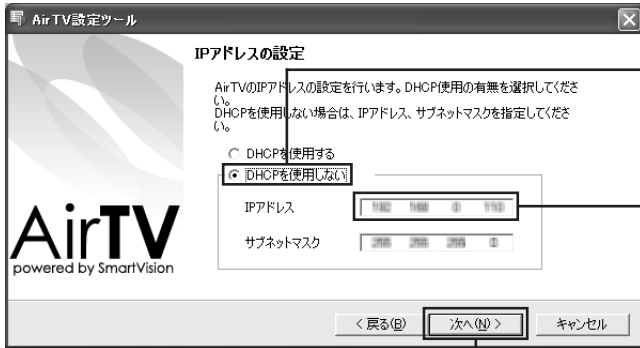 AirTV設定ツール
IPアドレスの設定
AirTVのIPアドレスの設定を行います。DHCP使用の有無を選択してくださ
い。
DHCPを使用しない場合は、IPアドレス、サブネットマスクを指定してくださ
い。
DHCPを使用する
DHCPを使用しない
IPアドレス
サブネットマスク
AirTV
powered by SmartVision
< 戻る(B)
次へ(N) >
キャンセル